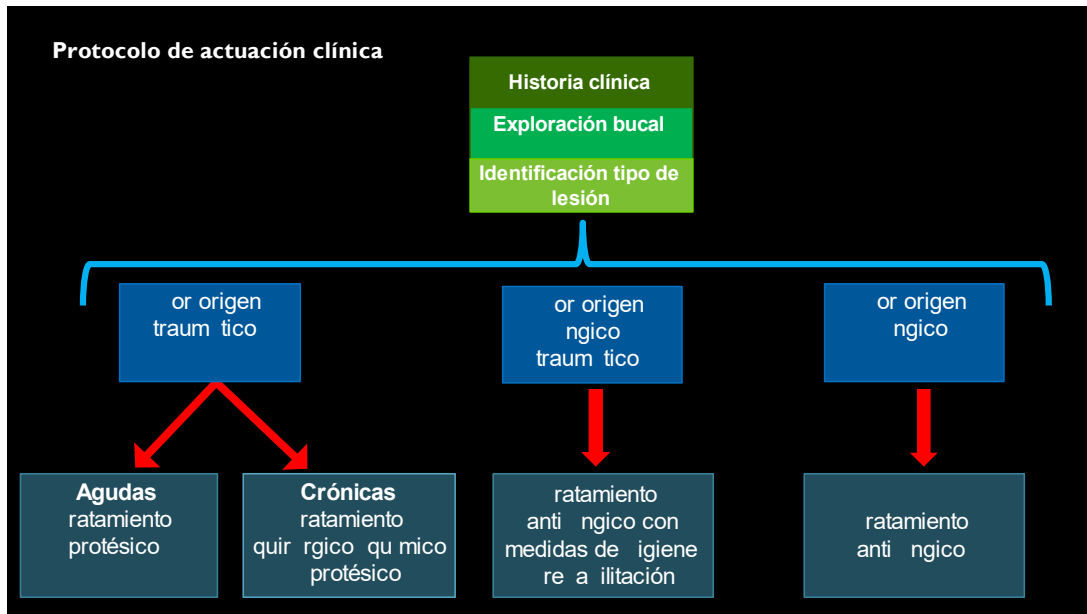 Protocolo de actuación clínica
Historia clínica
Exploración bucal
Identificación tipo de
lesión
or origen
traum tico
or origen
ngico
traum tico
or origen
ngico
Agudas
ratamiento
protésico
Crónicas
ratamiento
quir rgico qu mico
protésico
ratamiento
anti ngico con
medidas de igiene
re a ilitación
ratamiento
anti ngico